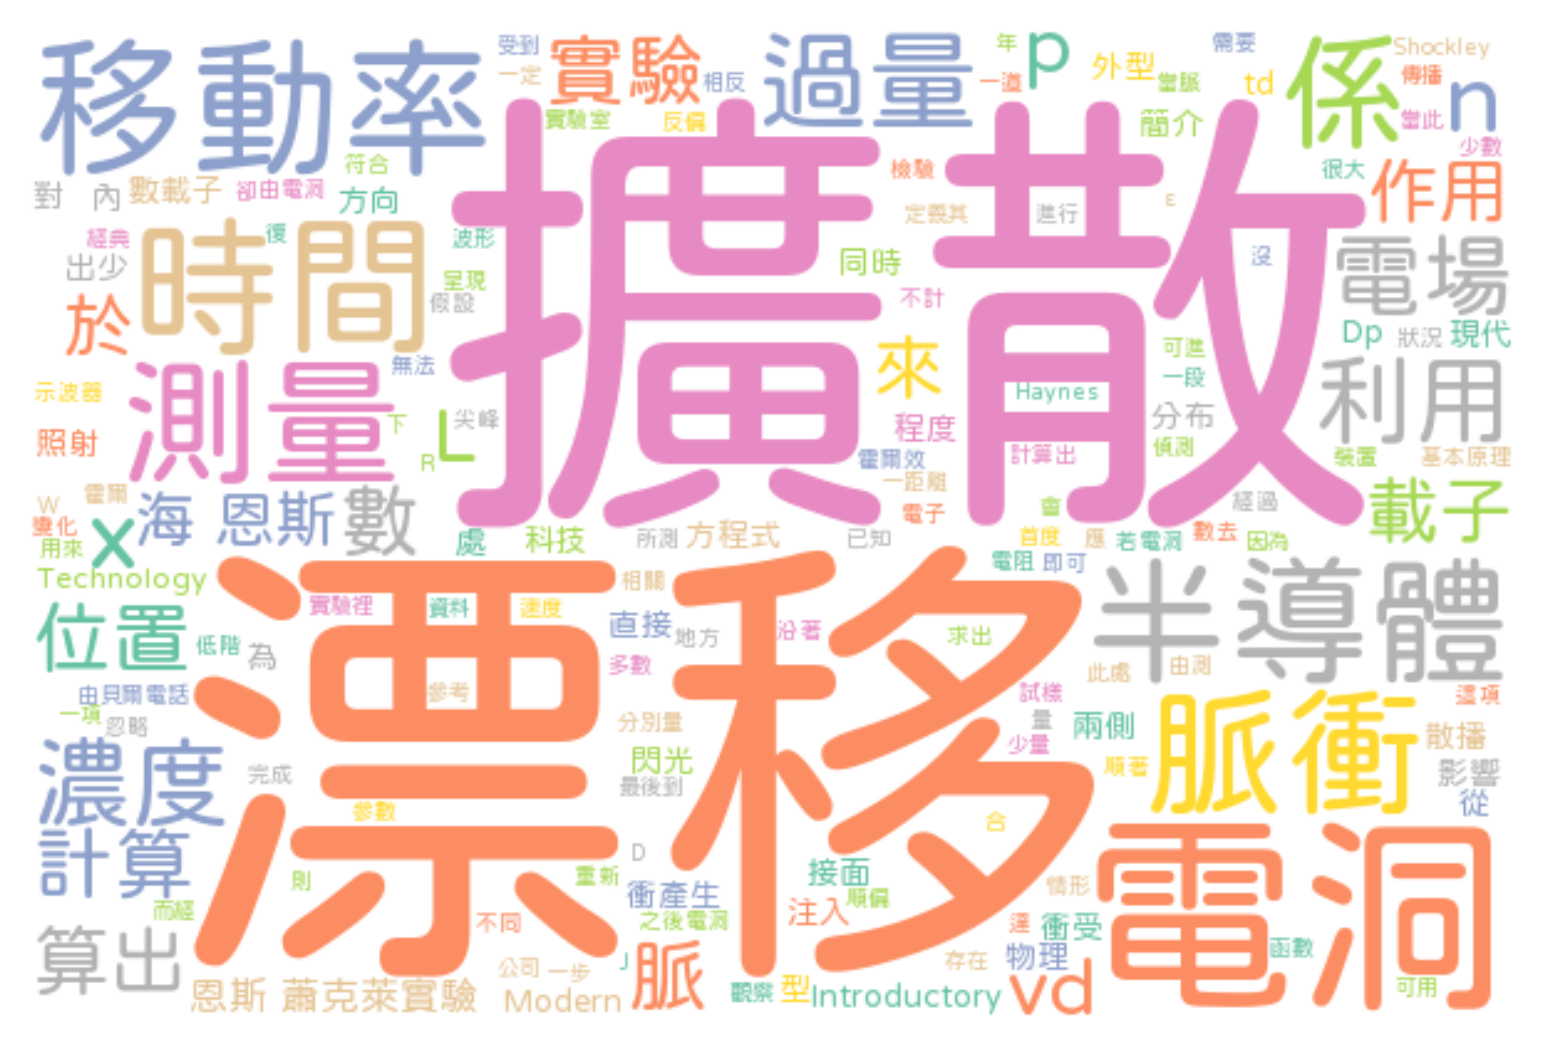 移動率
受到
一定
實驗
相反
實驗室
反偏
過量
年
p
一道
外型
當脈
簡介
需要
td
係
Shockley
傳播
當此
n
少數
很大
作用
符合
對 內
數載子
卻由電洞
方向
擴散
檢驗
定義其
進行
ε
經典
出少
時間
復
波形
呈現
假設
同時
不計
沒
電場
於
無法
來
可進
一段
Dp
狀況
現代
示波器
測量
下
L
尖峰
R
Haynes
程度
分布
利用
照射
霍爾效
一距離
計算出
偵測
裝置
基本原理
W
霍爾
變化
用來
x
海
恩斯
數
處
科技
所測
方程式
已知
電子
會
首度
應
若電洞
數去
經過
因為
載子
Technology
漂移
相關
電阻
即可
半導體
位置
低階
為
實驗裡
資料
速度
直接
地方
沿著
求出
多數
此處
由測
由貝爾電話
一項
忽略
參考
試樣
量
少量
兩側
脈衝
這項
散播
濃度
完成
分別量
閃光
最後到
順著
影響
從
計算
參數
合
則
D
重新
衝產生
接面
順偏
情形
電洞
而經
算出
不同
之後電洞
注入
達
衝受
函數
恩斯
蕭克萊實驗
公司
一步
Modern
J
脈
觀察
型
Introductory
存在
物理
vd
可用